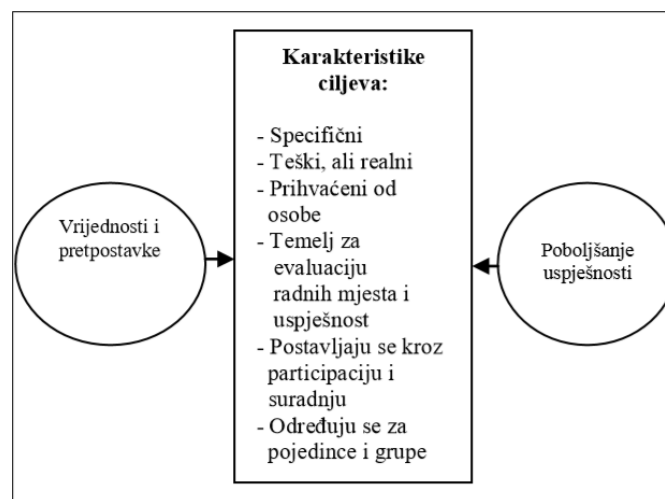 Vrijednosti i
pretpostavke
Karakteristike
ciljeva:
- Specifični
- Teški, ali realni
- Prihvaćeni od
osobe
- Temelj za
evaluaciju
radnih mjesta i
uspješnost
- Postavljaju se kroz
participaciju i
suradnju
- Određuju se za
pojedince i grupe
Poboljšanje
uspješnosti